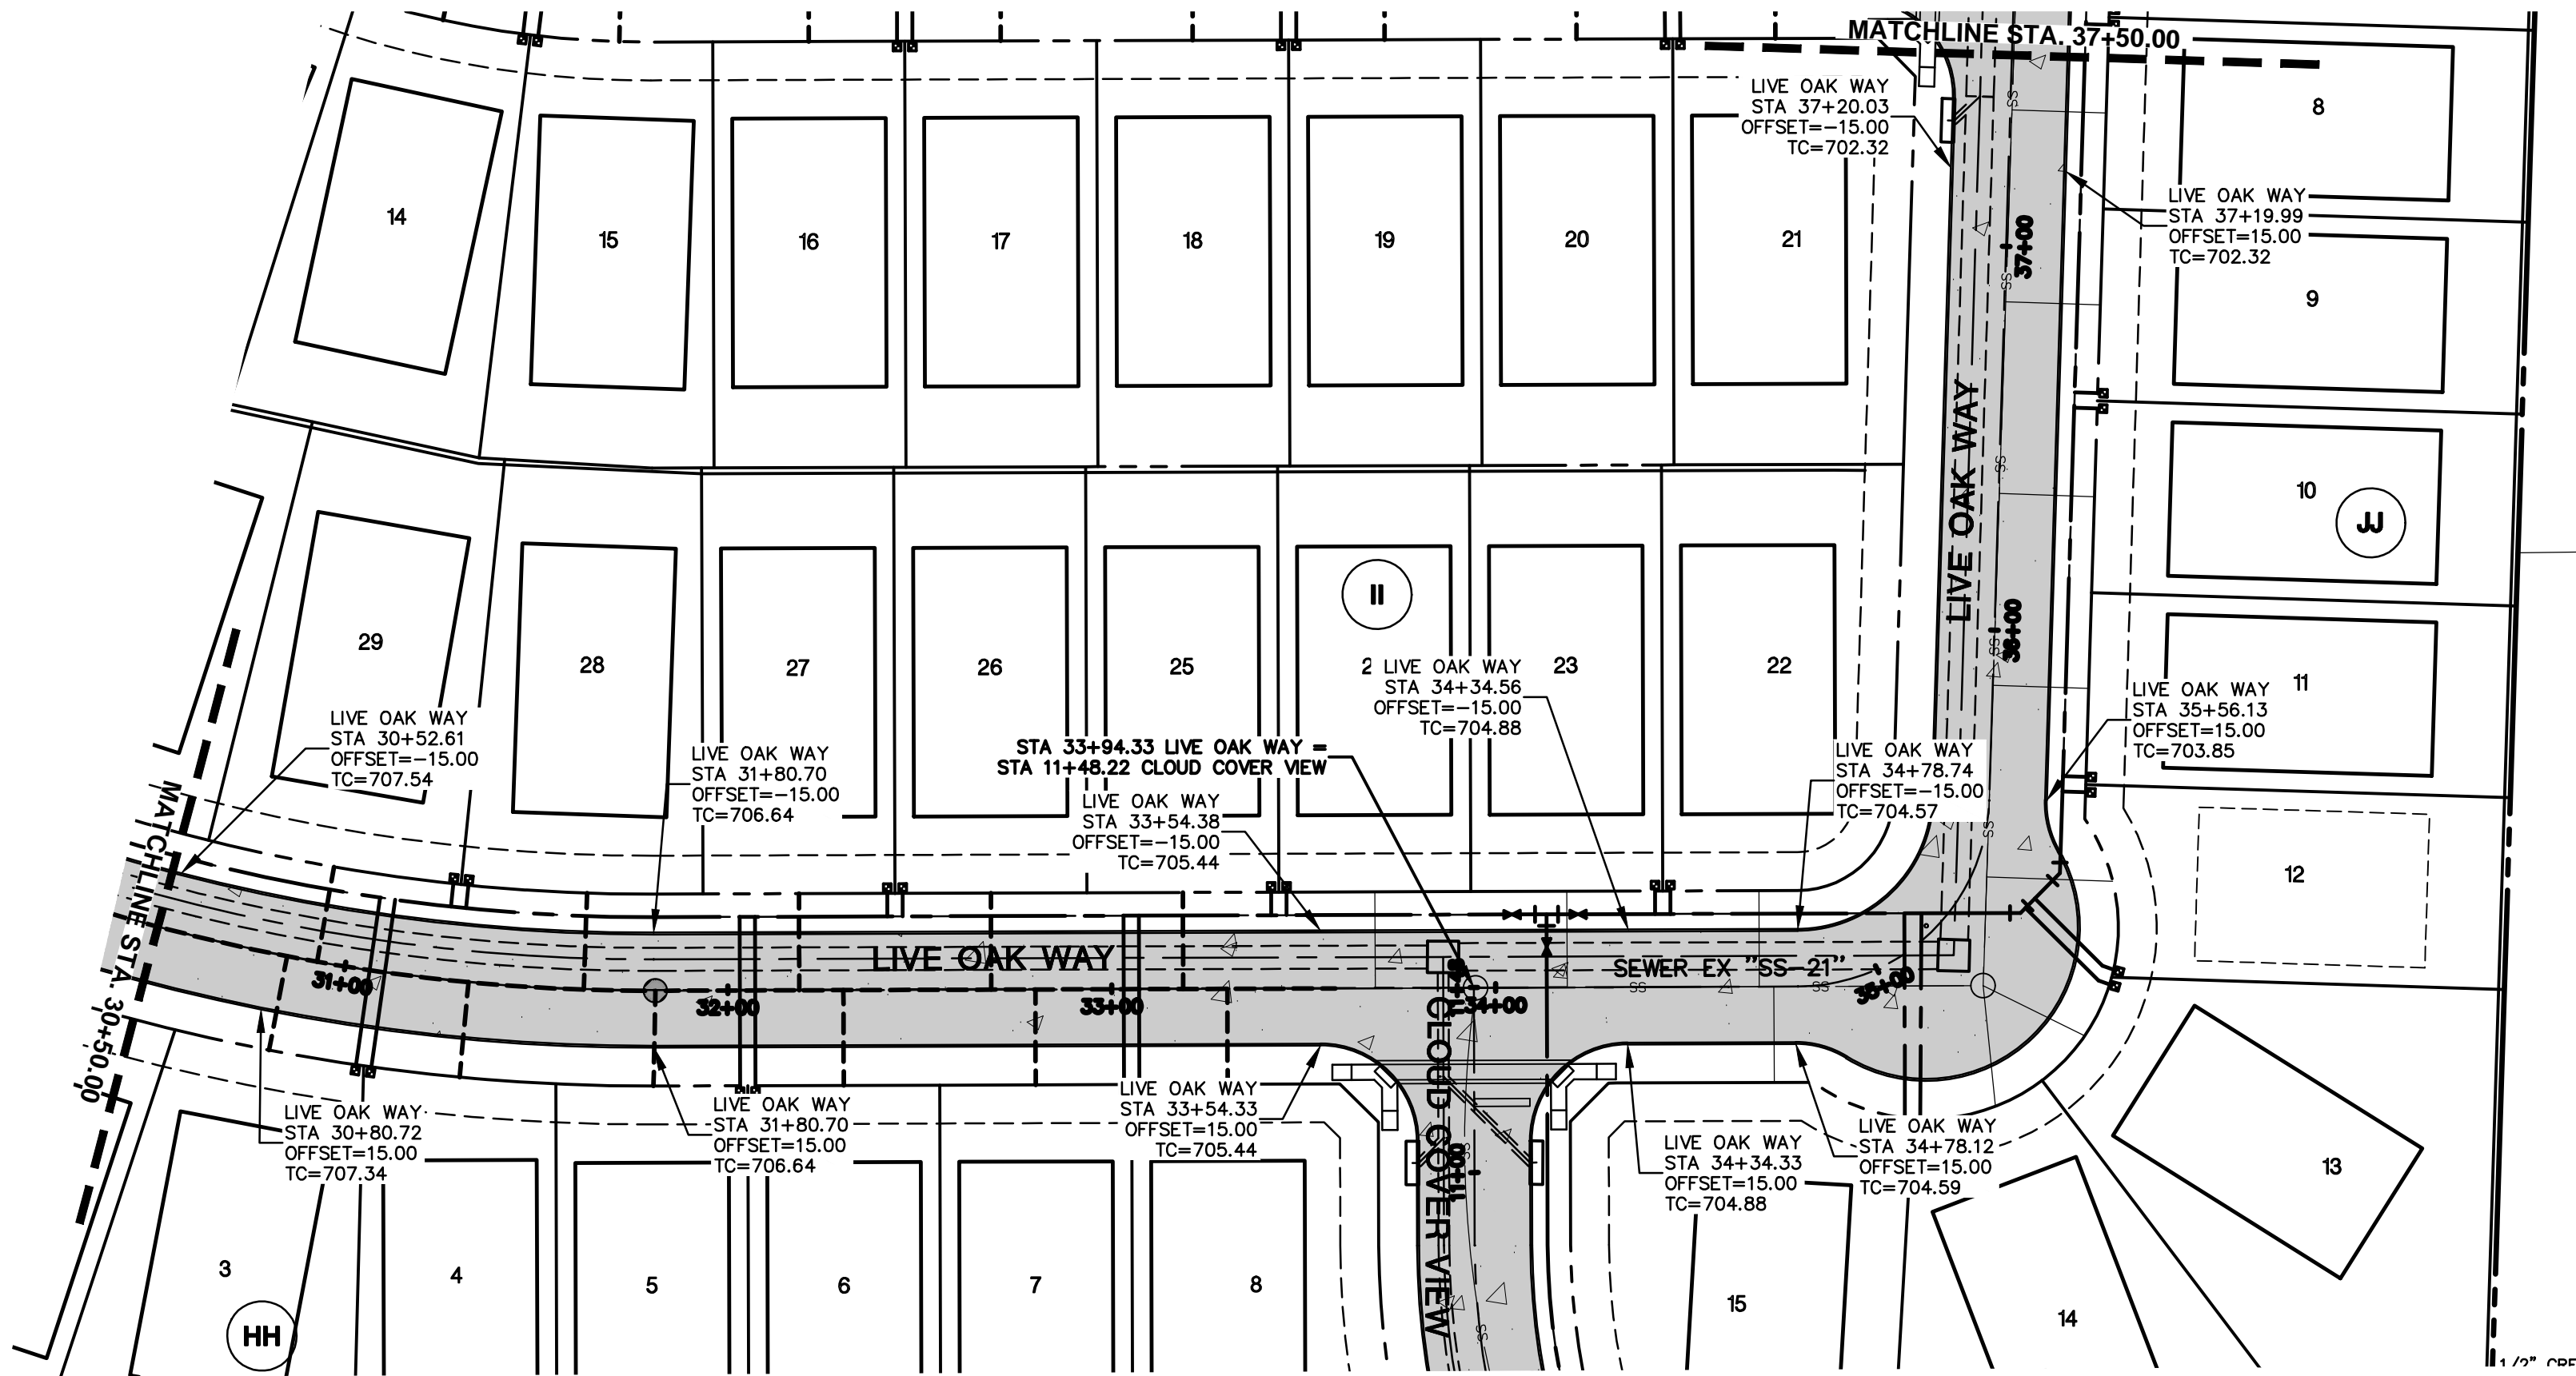 MATCHLINE STA. 37+50.00
LIVE OAK WAY
STA 37+20.03
OFFSET=-15.00
TC=702.32
8
14
15
16
17
18
19
20
21
LIVE OAK WAY
STA 37+19.99
OFFSET=15.00
TC=702.32
37+00
9
LIVE OAK WAY
10
JJ
II
36+00
29
28
27
26
25
2
23
22
11
LIVE OAK WAY
STA 34+34.56
OFFSET=-15.00
TC=704.88
LIVE OAK WAY
STA 35+56.13
OFFSET=15.00
TC=703.85
LIVE OAK WAY
STA 30+52.61
OFFSET=-15.00
TC=707.54
LIVE OAK WAY
STA 31+80.70
OFFSET=-15.00
TC=706.64
STA 33+94.33 LIVE OAK WAY =
STA 11+48.22 CLOUD COVER VIEW
LIVE OAK WAY
STA 33+54.38
OFFSET=-15.00
TC=705.44
LIVE OAK WAY
STA 34+78.74
OFFSET=-15.00
TC=704.57
12
MATCHLINE STA. 30+50.00
LIVE OAK WAY
SEWER EX "SS-21"
SS
SS
SS
SS
SS
SS
SS
SS
SS
31+00
32+00
33+00
34+00
35+00
CLOUD COVER VIEW
11+00
LIVE OAK WAY
STA 30+80.72
OFFSET=15.00
TC=707.34
LIVE OAK WAY
STA 31+80.70
OFFSET=15.00
TC=706.64
LIVE OAK WAY
STA 33+54.33
OFFSET=15.00
TC=705.44
LIVE OAK WAY
STA 34+34.33
OFFSET=15.00
TC=704.88
LIVE OAK WAY
STA 34+78.12
OFFSET=15.00
TC=704.59
13
3
4
5
6
7
8
15
14
HH